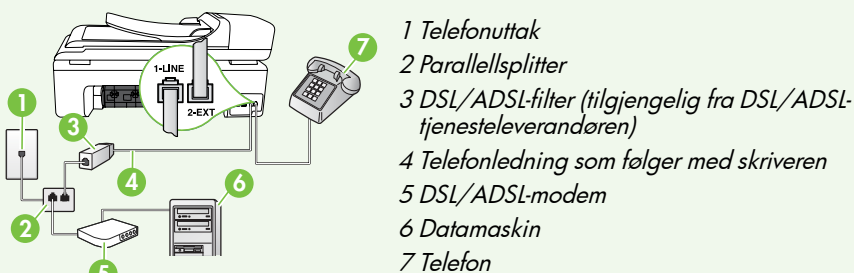 1-LINE
2-EXT
1
2
3
4
5
6
7
1 Telefonuttak
2 Parallellsplitter
3 DSL/ADSL-filter (tilgjengelig fra DSL/ADSL-
tjenesteleverandøren)
4 Telefonledning som følger med skriveren
5 DSL/ADSL-modem
6 Datamaskin
7 Telefon